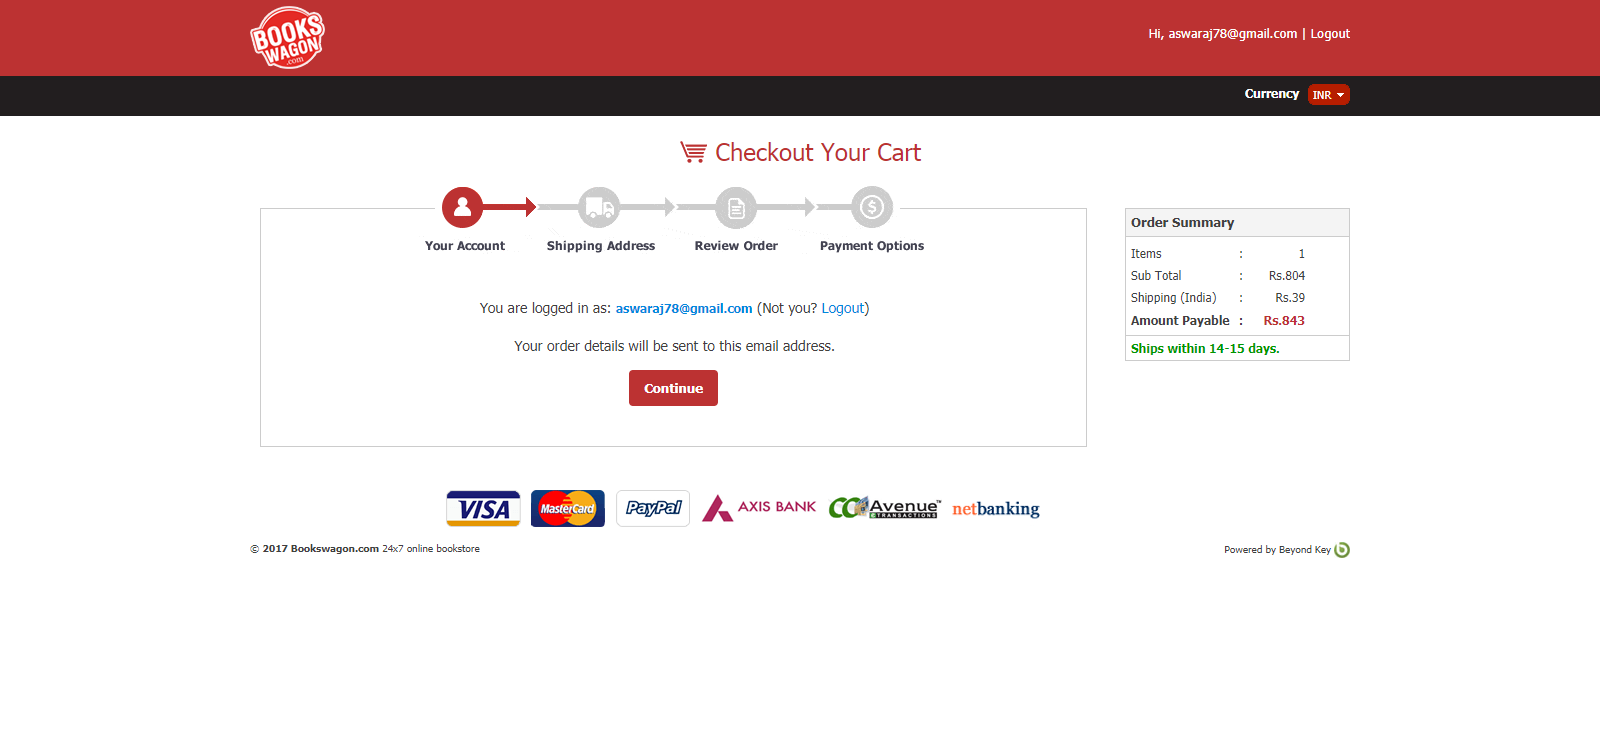 BOOKS
WAGON
.com
Hi, aswaraj78@gmail.com | Logout
Currency INR
Checkout Your Cart
Your Account Shipping Address Review Order Payment Options
You are logged in as: aswaraj78@gmail.com (Not you? Logout)
Your order details will be sent to this email address.
Continue
Order Summary
Items : 1
Sub Total : Rs.804
Shipping (India) : Rs.39
Amount Payable : Rs.843
Ships within 14-15 days.
VISA MasterCard PayPal AXIS BANK CCAvenue™ netbanking
TRANSACTIONS
© 2017 Bookswagon.com 24x7 online bookstore
Powered by Beyond Key